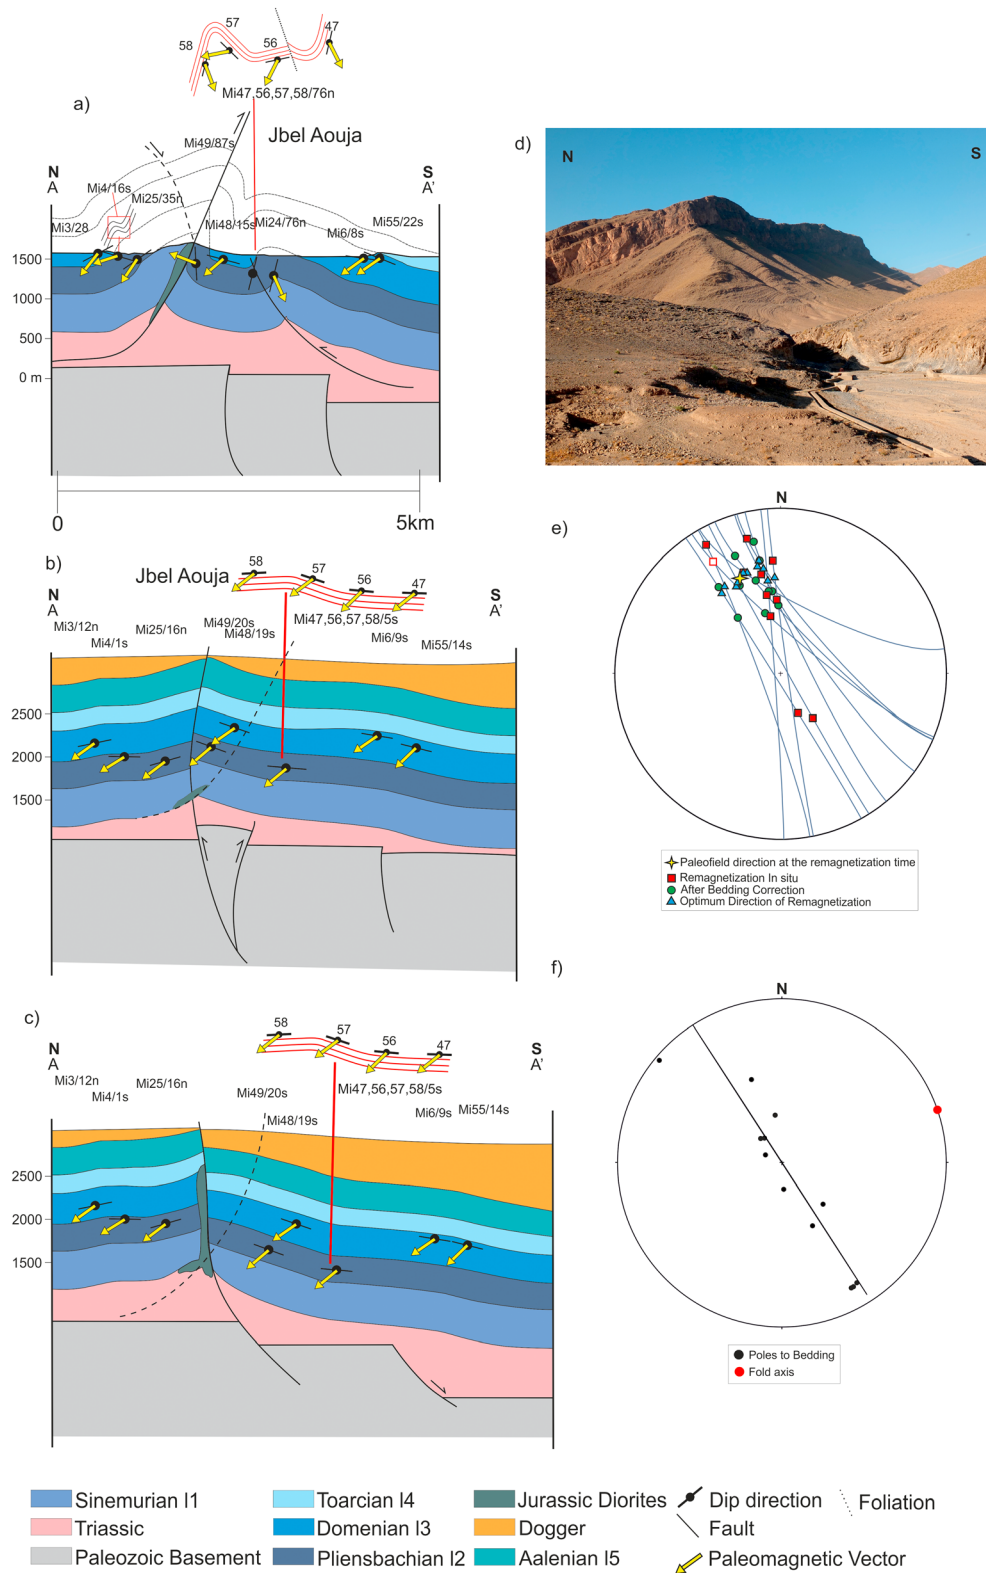 57
47
58
56
a)
Mi47,56,57,58/76n
Jbel Aouja
Mi49/87s
N
A
S
A'
Mi4/16s
Mi25/35n
Mi3/28
Mi48/15s
Mi24/76n
Mi55/22s
Mi6/8s
1500
1000
500
0 m
0
5km
b)
58
57
56
47
Jbel Aouja
N
A
S
A'
Mi47,56,57,58/5s
Mi3/12n
Mi4/1s
Mi25/16n
Mi49/20s
Mi48/19s
Mi6/9s
Mi55/14s
2500
2000
1500
c)
58
57
56
47
N
A
S
A'
Mi3/12n
Mi4/1s
Mi25/16n
Mi49/20s
Mi48/19s
Mi47,56,57,58/5s
Mi6/9s
Mi55/14s
2500
2000
1500
d)
N
S
e)
N
Paleofield direction at the remagnetization time
Remagnetization In situ
After Bedding Correction
Optimum Direction of Remagnetization
f)
N
Poles to Bedding
Fold axis
Sinemurian l1
Toarcian l4
Jurassic Diorites
Dip direction
Foliation
Triassic
Domenian l3
Dogger
Fault
Paleozoic Basement
Pliensbachian l2
Aalenian l5
Paleomagnetic Vector